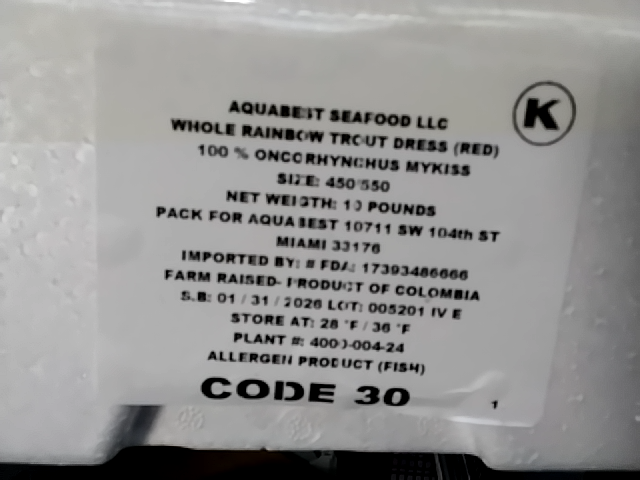 K
AQUABEST SEAFOOD LLC
WHOLE RAINBOW TROUT DRESS (RED)
100 % ONCORHYNCHUS MYKISS
SIZE: 450/550
NET WEIGTH: 10 POUNDS
PACK FOR AQUABEST 10711 SW 104th ST
MIAMI 33176
IMPORTED BY: # FDA: 17393486666
FARM RAISED- PRODUCT OF COLOMBIA
S.B: 01 / 31 / 2026 LOT: 005201 IV E
STORE AT: 28 °F / 36 °F
PLANT #: 4000-004-24
ALLERGEN PRODUCT (FISH)
CODE 30
1